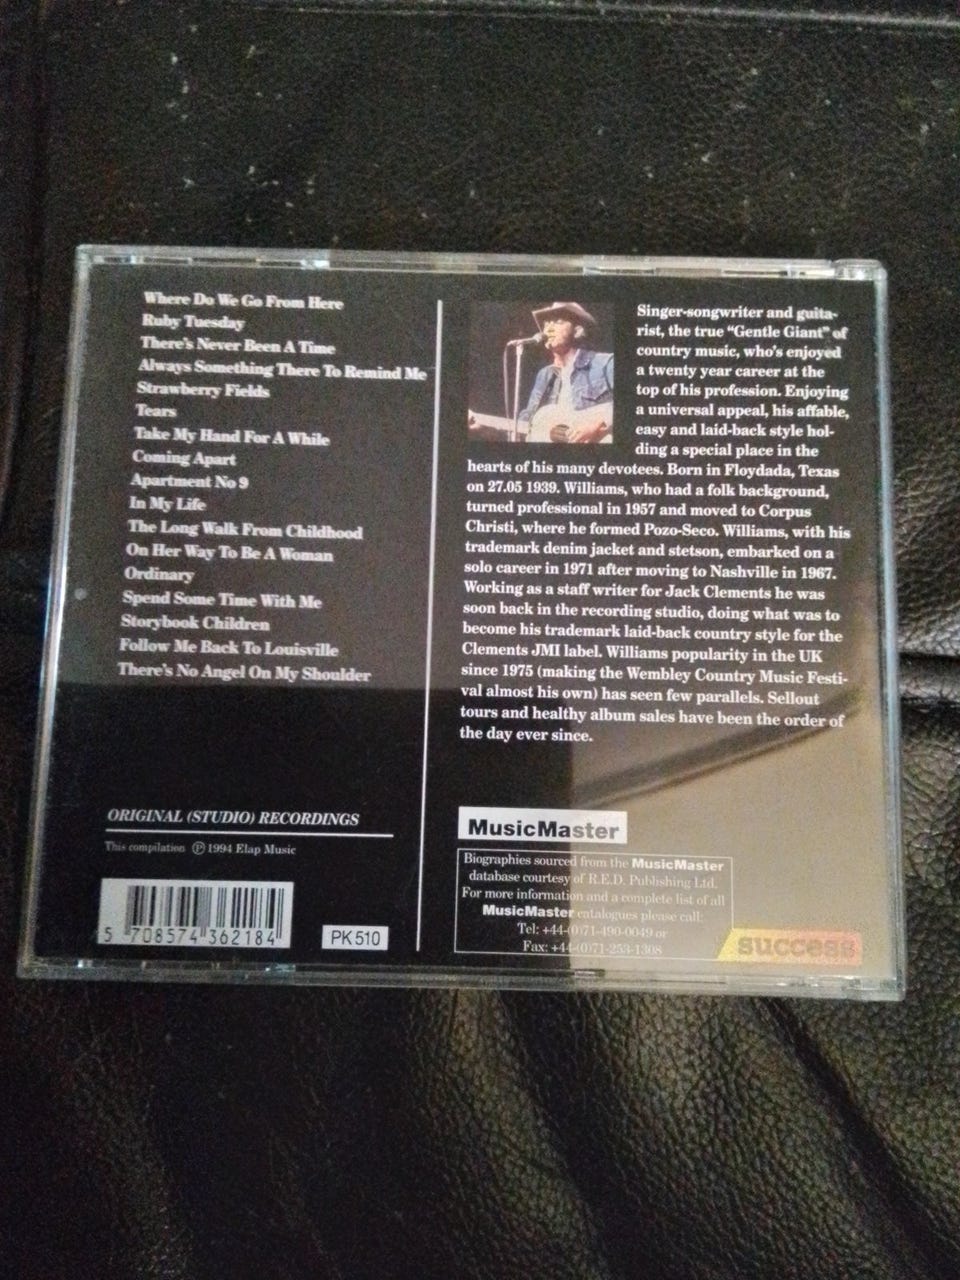 Where Do We Go From Here
Ruby Tuesday
There's Never Been A Time
Always Something There To Remind Me
Strawberry Fields
Tears
Take My Hand For A While
Coming Apart
Apartment No 9
In My Life
The Long Walk From Childhood
On Her Way To Be A Woman
Ordinary
Spend Some Time With Me
Storybook Children
Follow Me Back To Louisville
There's No Angel On My Shoulder
ORIGINAL (STUDIO) RECORDINGS
This compilation Ⓟ 1994 Elap Music
5 708574 362184
PK 510
Singer-songwriter and guita-
rist, the true "Gentle Giant" of
country music, who's enjoyed
a twenty year career at the
top of his profession. Enjoying
a universal appeal, his affable,
easy and laid-back style hol-
ding a special place in the
hearts of his many devotees. Born in Floydada, Texas
on 27.05 1939. Williams, who had a folk background,
turned professional in 1957 and moved to Corpus
Christi, where he formed Pozo-Seco. Williams, with his
trademark denim jacket and stetson, embarked on a
solo career in 1971 after moving to Nashville in 1967.
Working as a staff writer for Jack Clements he was
soon back in the recording studio, doing what was to
become his trademark laid-back country style for the
Clements JMI label. Williams popularity in the UK
since 1975 (making the Wembley Country Music Festi-
val almost his own) has seen few parallels. Sellout
tours and healthy album sales have been the order of
the day ever since.
MusicMaster
Biographies sourced from the MusicMaster
database courtesy of R.E.D. Publishing Ltd.
For more information and a complete list of all
MusicMaster catalogues please call:
Tel: +44-(0)71-490-0049 or
Fax: +44-(0)71-253-1308
success